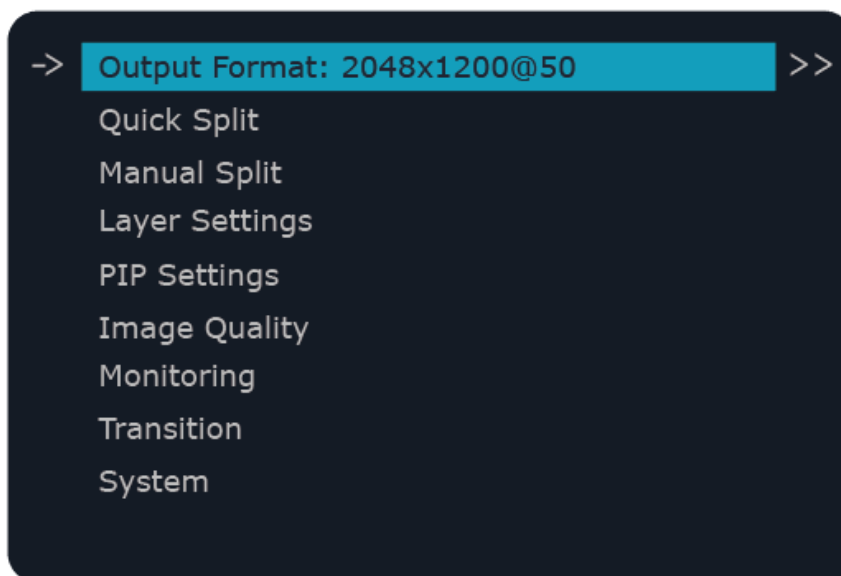 -> Output Format: 2048x1200@50 >>
Quick Split
Manual Split
Layer Settings
PIP Settings
Image Quality
Monitoring
Transition
System